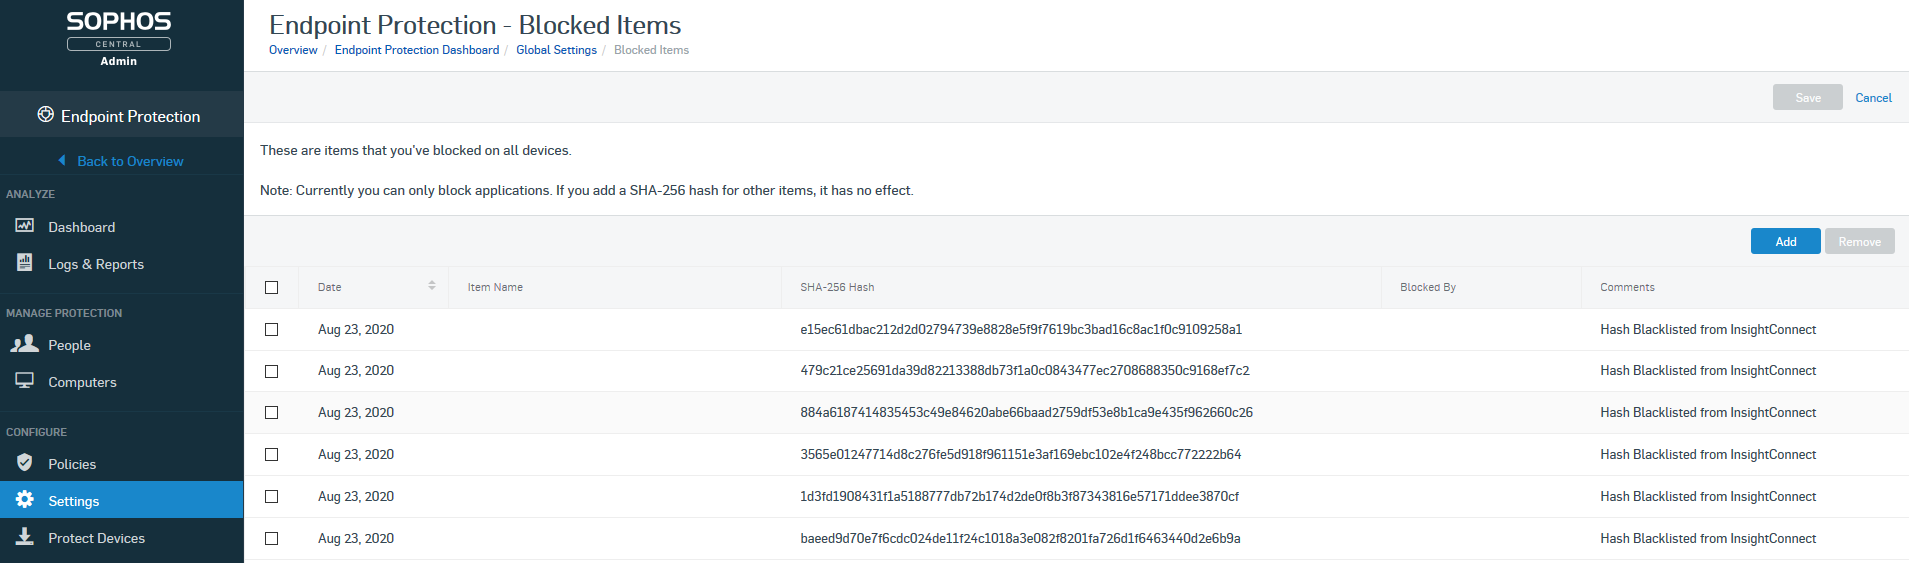 SOPHOS
CENTRAL
Admin
Endpoint Protection
Back to Overview
ANALYZE
Dashboard
Logs & Reports
MANAGE PROTECTION
People
Computers
CONFIGURE
Policies
Settings
Protect Devices
Endpoint Protection - Blocked Items
Overview / Endpoint Protection Dashboard / Global Settings / Blocked Items
Save Cancel
These are items that you've blocked on all devices.
Note: Currently you can only block applications. If you add a SHA-256 hash for other items, it has no effect.
Add Remove
Date Item Name SHA-256 Hash Blocked By Comments
Aug 23, 2020 e15ec61dbac212d2d02794739e8828e5f9f7619bc3bad16c8ac1f0c9109258a1 Hash Blacklisted from InsightConnect
Aug 23, 2020 479c21ce25691da39d82213388db73f1a0c0843477ec2708688350c9168ef7c2 Hash Blacklisted from InsightConnect
Aug 23, 2020 884a6187414835453c49e84620abe66baad2759df53e8b1ca9e435f962660c26 Hash Blacklisted from InsightConnect
Aug 23, 2020 3565e01247714d8c276fe5d918f961151e3af169ebc102e4f248bcc772222b64 Hash Blacklisted from InsightConnect
Aug 23, 2020 1d3fd1908431f1a5188777db72b174d2de0f8b3f87343816e57171ddee3870cf Hash Blacklisted from InsightConnect
Aug 23, 2020 baeed9d70e7f6cdc024de11f24c1018a3e082f8201fa726d1f6463440d2e6b9a Hash Blacklisted from InsightConnect